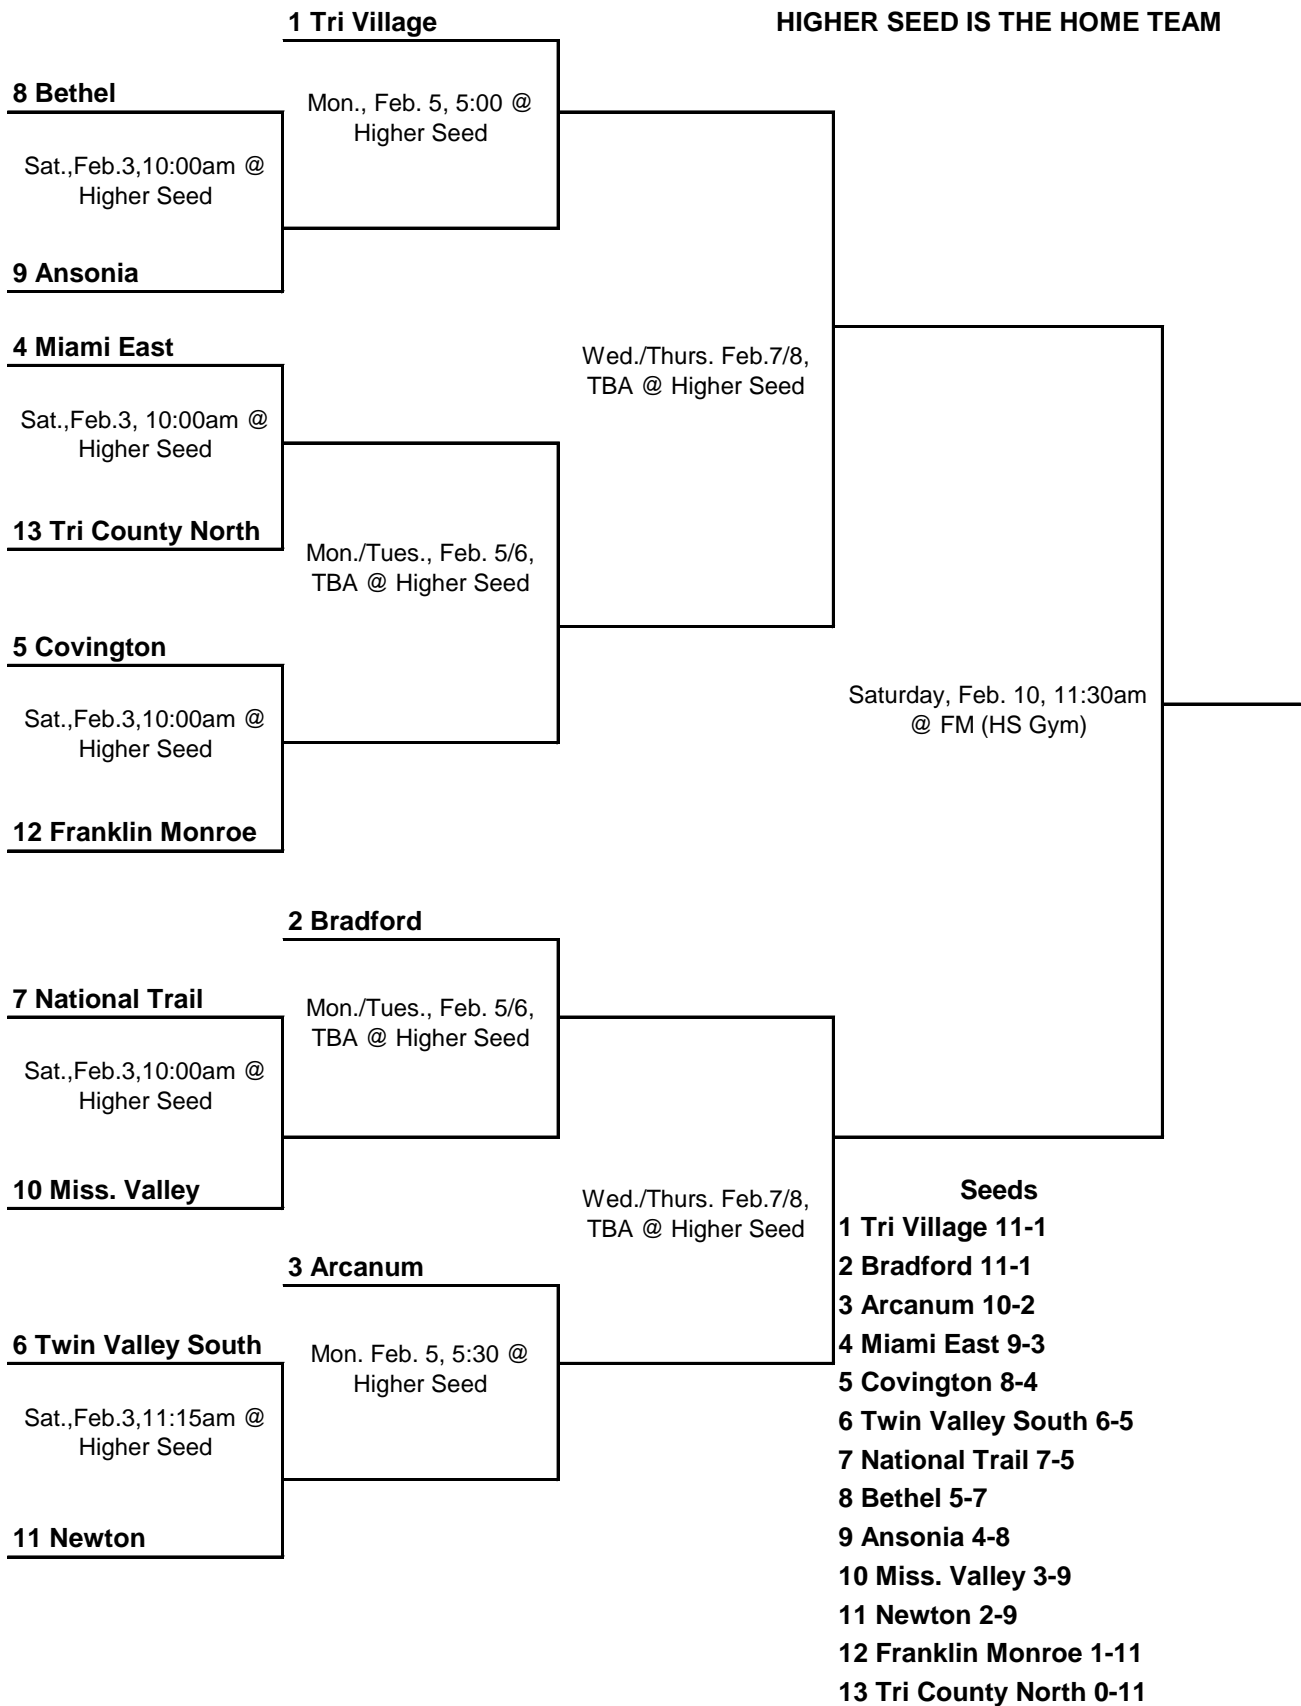 1 Tri Village
HIGHER SEED IS THE HOME TEAM
8 Bethel
Mon., Feb. 5, 5:00 @
Higher Seed
Sat.,Feb.3,10:00am @
Higher Seed
9 Ansonia
4 Miami East
Wed./Thurs. Feb.7/8,
TBA @ Higher Seed
Sat.,Feb.3, 10:00am @
Higher Seed
13 Tri County North
Mon./Tues., Feb. 5/6,
TBA @ Higher Seed
5 Covington
Sat.,Feb.3,10:00am @
Higher Seed
Saturday, Feb. 10, 11:30am
@ FM (HS Gym)
12 Franklin Monroe
2 Bradford
7 National Trail
Mon./Tues., Feb. 5/6,
TBA @ Higher Seed
Sat.,Feb.3,10:00am @
Higher Seed
10 Miss. Valley
Wed./Thurs. Feb.7/8,
TBA @ Higher Seed
3 Arcanum
6 Twin Valley South
Mon. Feb. 5, 5:30 @
Higher Seed
Sat.,Feb.3,11:15am @
Higher Seed
11 Newton
Seeds
1 Tri Village 11-1
2 Bradford 11-1
3 Arcanum 10-2
4 Miami East 9-3
5 Covington 8-4
6 Twin Valley South 6-5
7 National Trail 7-5
8 Bethel 5-7
9 Ansonia 4-8
10 Miss. Valley 3-9
11 Newton 2-9
12 Franklin Monroe 1-11
13 Tri County North 0-11